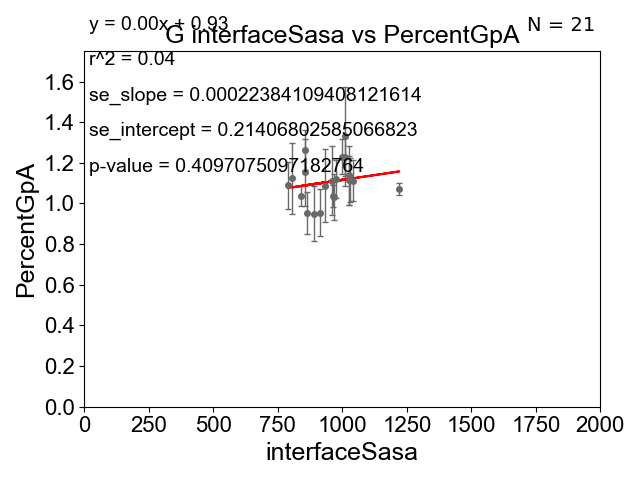 y = 0.00x + 0.93
N = 21
G interfaceSasa vs PercentGpA
r^2 = 0.04
se_slope = 0.00022384109408121614
se_intercept = 0.21406802585066823
p-value = 0.4097075097182764
PercentGpA
1.6
1.4
1.2
1.0
0.8
0.6
0.4
0.2
0.0
0 250 500 750 1000 1250 1500 1750 2000
interfaceSasa